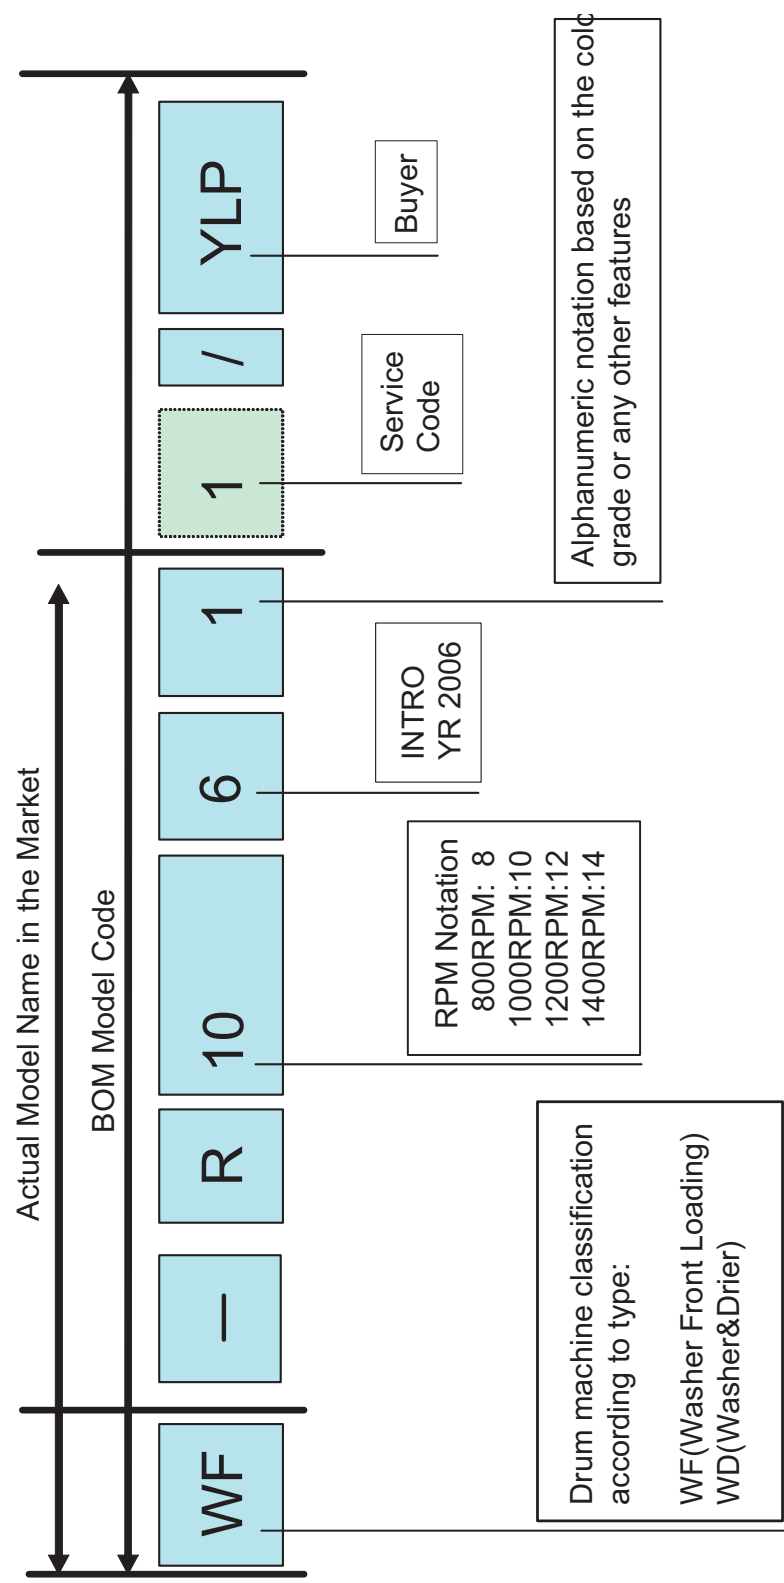 Actual Model Name in the Market
BOM Model Code
WF
—
R
10
6
1
1
/
YLP
Drum machine classification
according to type:
WF(Washer Front Loading)
WD(Washer&Drier)
RPM Notation
800RPM: 8
1000RPM:10
1200RPM:12
1400RPM:14
INTRO
YR 2006
Service
Code
Buyer
Alphanumeric notation based on the colo
grade or any other features